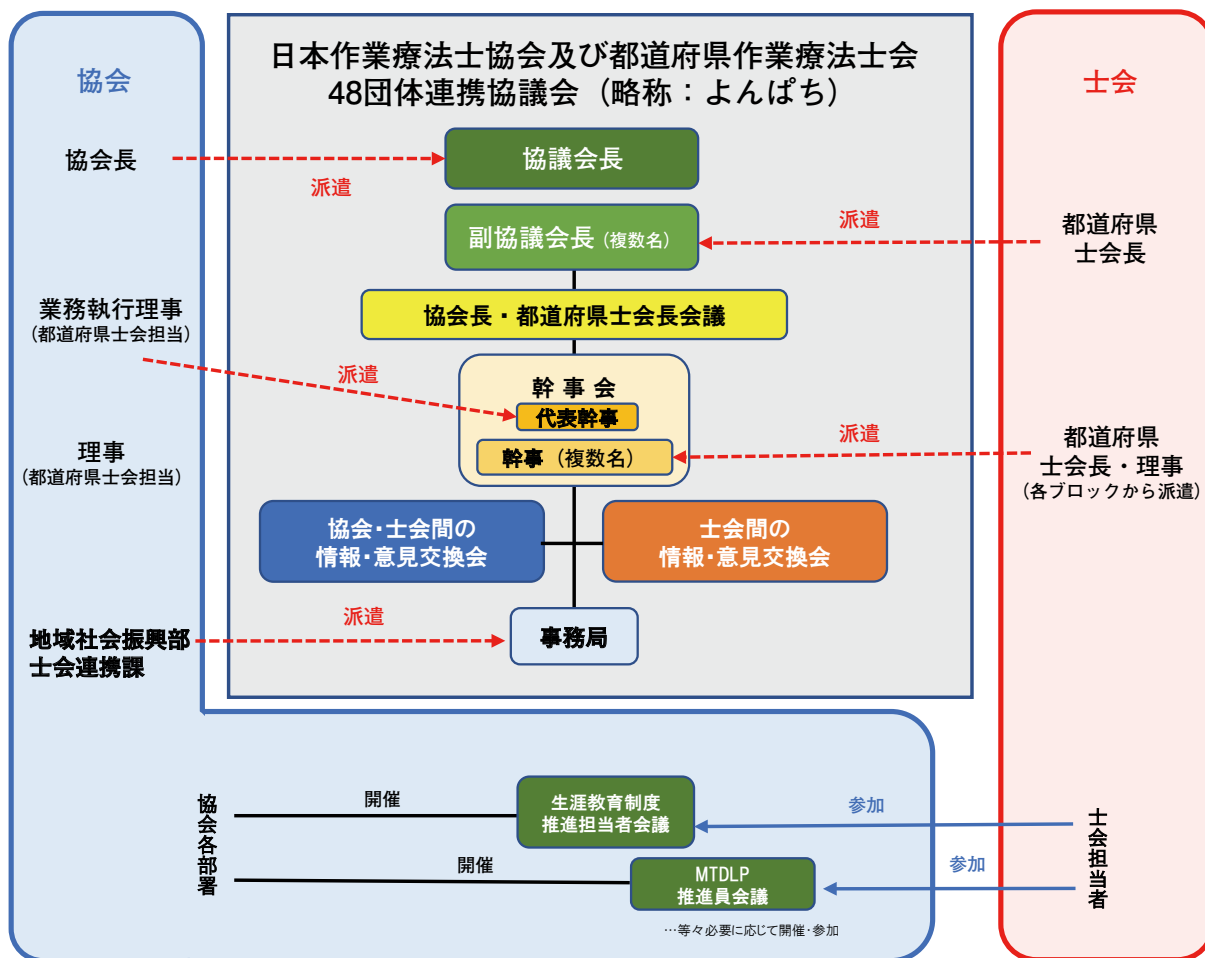 日本作業療法士協会及び都道府県作業療法士会
48団体連携協議会（略称：よんぱち）
協会
士会
協会長
派遣
協議会長
副協議会長（複数名）
派遣
都道府県
士会長
業務執行理事
（都道府県士会担当）
協会長・都道府県士会長会議
派遣
幹事会
代表幹事
幹事（複数名）
派遣
理事
（都道府県士会担当）
都道府県
士会長・理事
（各ブロックから派遣）
協会・士会間の
情報・意見交換会
士会間の
情報・意見交換会
派遣
地域社会振興部
士会連携課
事務局
協会各部署
開催
生涯教育制度
推進担当者会議
参加
開催
MTDLP
推進員会議
参加
士会担当者
…等々必要に応じて開催・参加